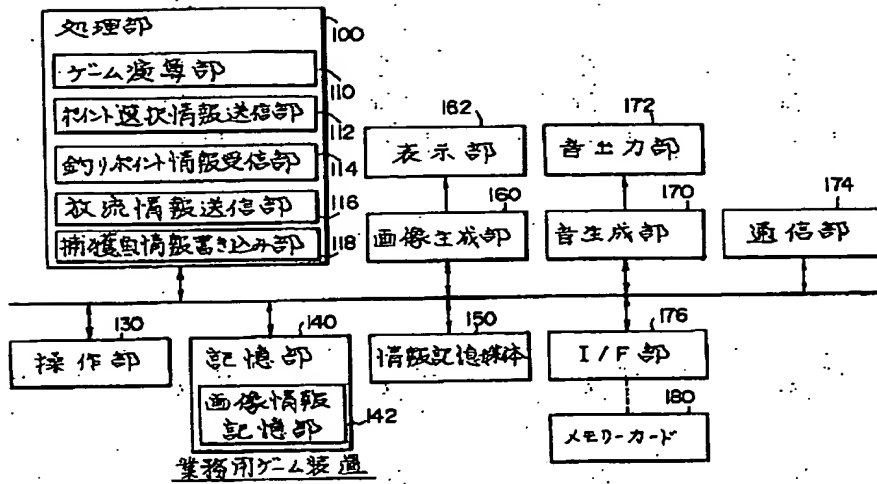 処理部
100
ゲーム演算部
110
ポイント選択情報送信部
112
釣りポイント情報受信部
114
放流情報送信部
116
捕獲魚情報書き込み部
118
162
表示部
172
音出力部
160
画像生成部
170
音生成部
174
通信部
130
操作部
140
記憶部
画像情報
記憶部
142
150
情報記憶媒体
176
I/F部
180
メモリーカード
業務用ゲーム装置